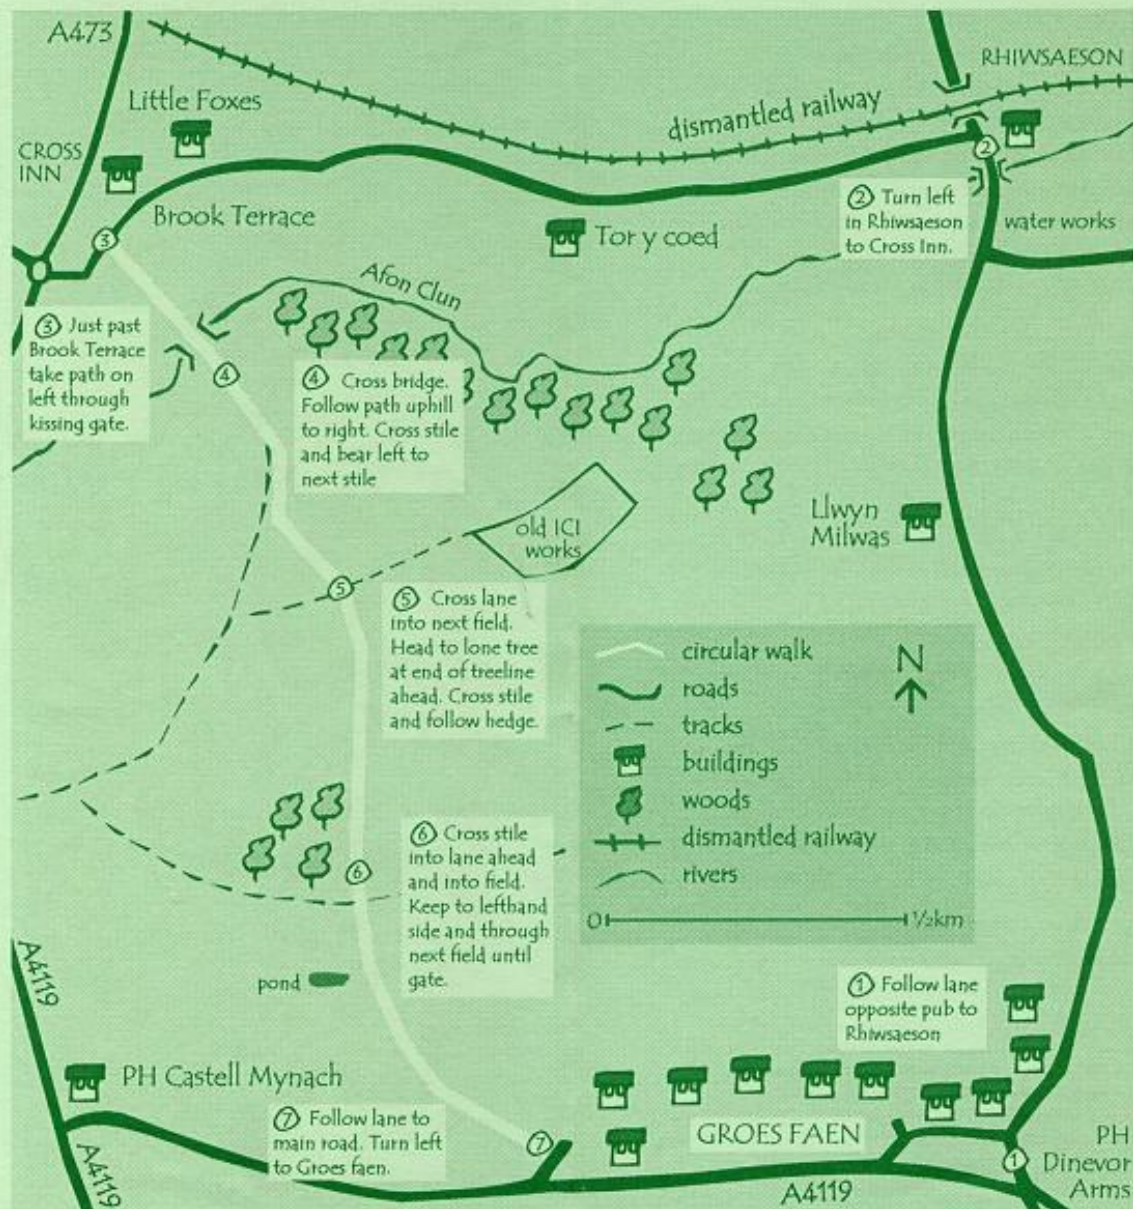 A473
RHIWSAESON
Little Foxes
dismantled railway
CROSS
INN
② Turn left
in Rhiwsaeson
to Cross Inn.
Brook Terrace
Tor y coed
water works
Afon Clun
③ Just past
Brook Terrace
take path on
left through
kissing gate.
④ Cross bridge.
Follow path uphill
to right. Cross stile
and bear left to
next stile
②
③
④
Llwyn
Milwas
old ICI
works
⑤
⑤ Cross lane
into next field.
Head to lone tree
at end of treeline
ahead. Cross stile
and follow hedge.
circular walk
N
roads
tracks
buildings
woods
dismantled railway
rivers
0 ½km
⑥
⑥ Cross stile
into lane ahead
and into field.
Keep to lefthand
side and through
next field until
gate.
A4119
pond
① Follow lane
opposite pub to
Rhiwsaeson
PH Castell Mynach
⑦ Follow lane to
main road. Turn left
to Groes faen.
⑦
GROES FAEN
①
PH
Dinevor
Arms
A4119
A4119